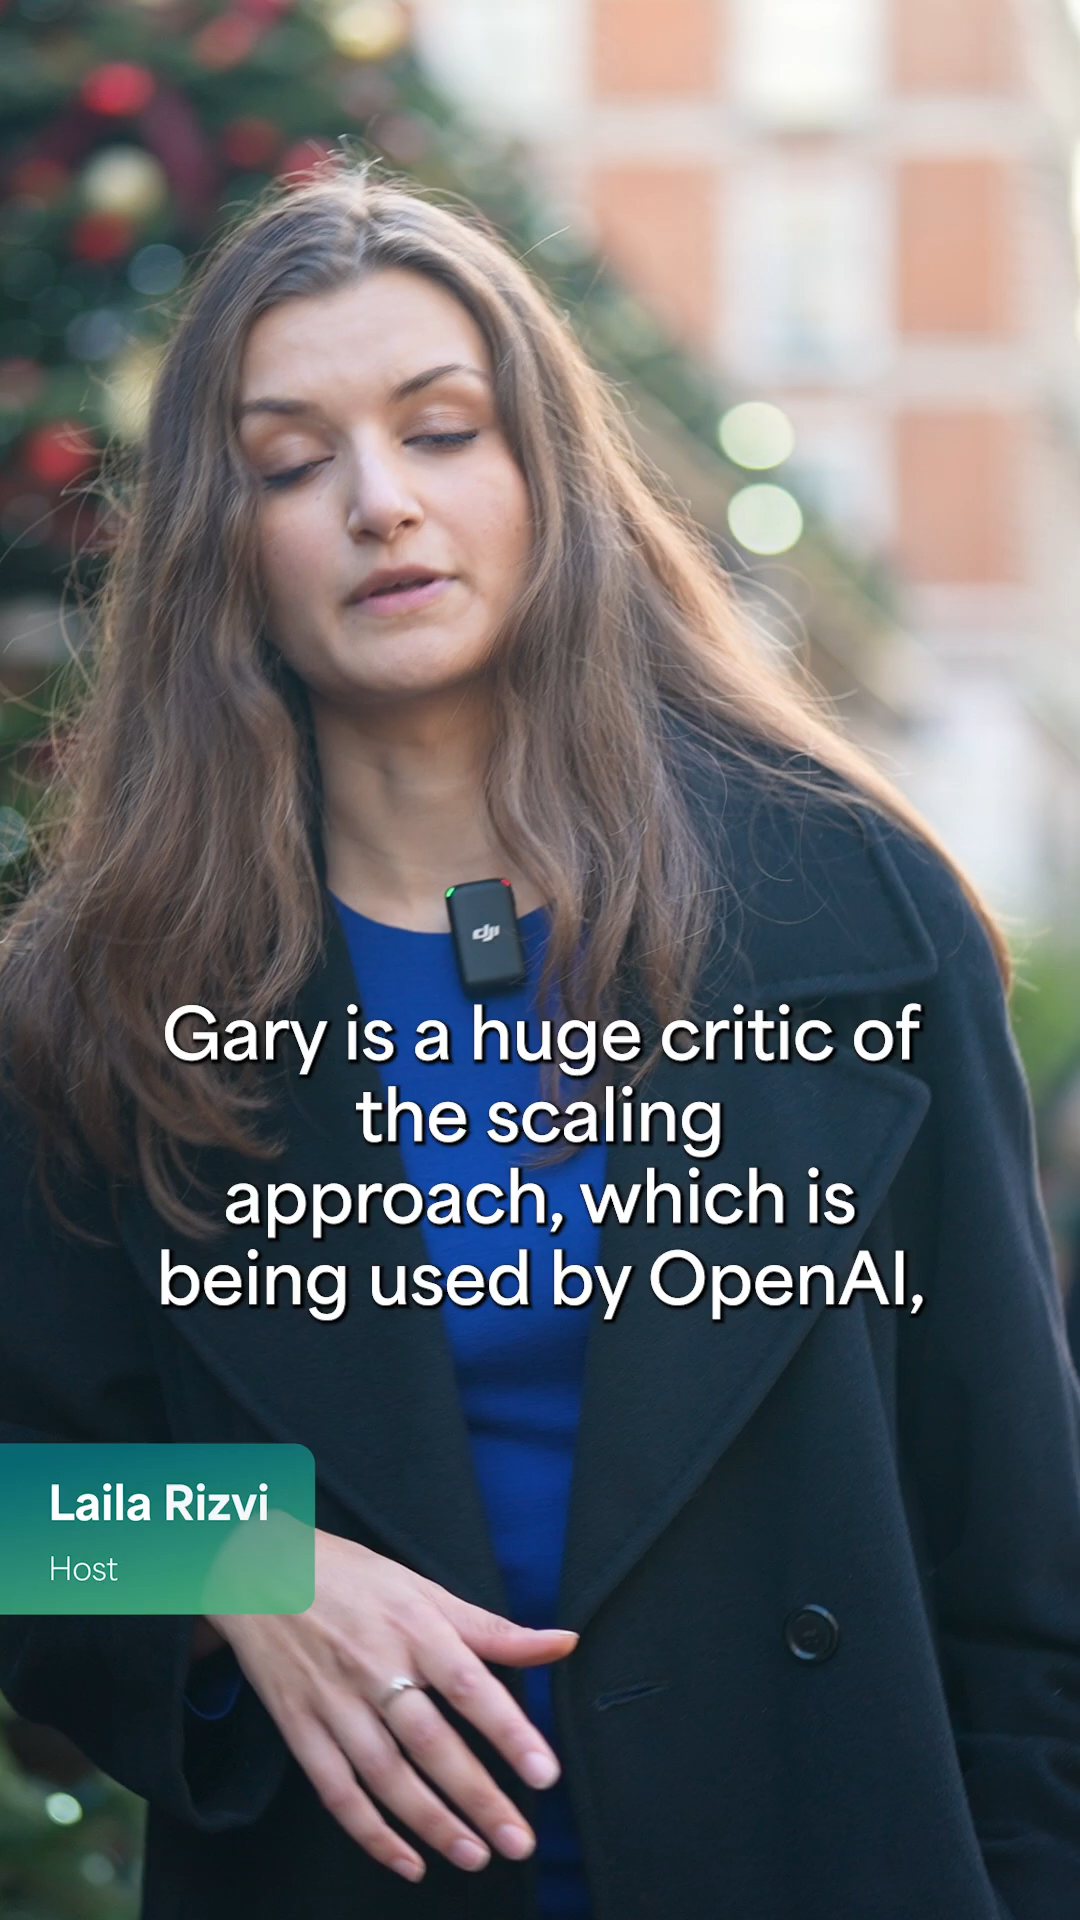 dji
Gary is a huge critic of
the scaling
approach, which is
being used by OpenAI,
Laila Rizvi
Host